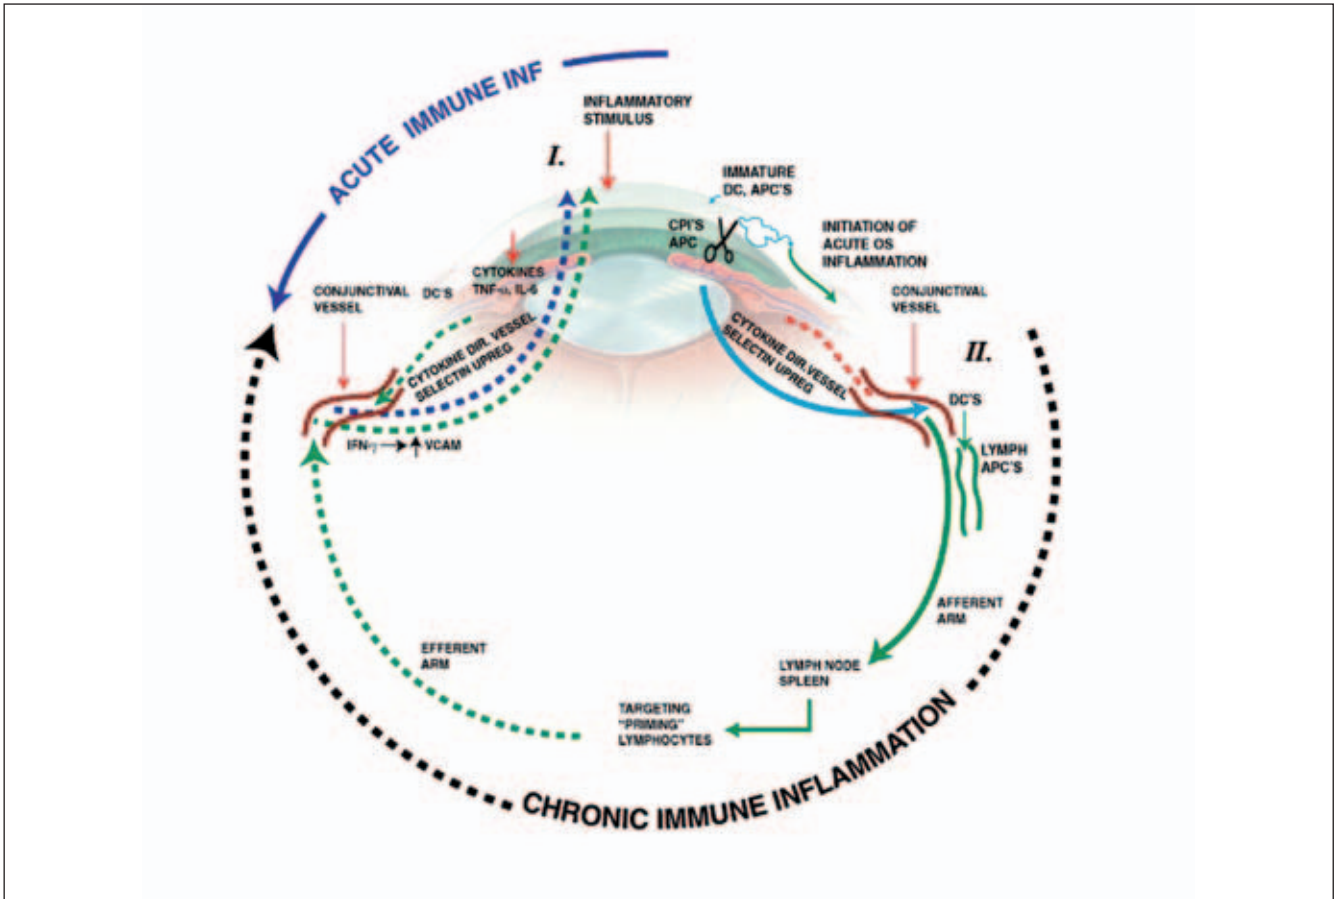 ACUTE IMMUNE INF
INFLAMMATORY
STIMULUS
I.
IMMATURE
DC, APC'S
CPI'S
APC
INITIATION OF
ACUTE OS
INFLAMMATION
CYTOKINES
TNF-α, IL-6
DC'S
CONJUNCTIVAL
VESSEL
CYTOKINE DIR. VESSEL
SELECTIN UPREG
IFN-γ
VCAM
CYTOKINE DIR.VESSEL
SELECTIN UPREG
CONJUNCTIVAL
VESSEL
II.
DC'S
LYMPH
APC'S
AFFERENT
ARM
LYMPH NODE
SPLEEN
TARGETING
"PRIMING"
LYMPHOCYTES
EFFERENT
ARM
CHRONIC IMMUNE INFLAMMATION